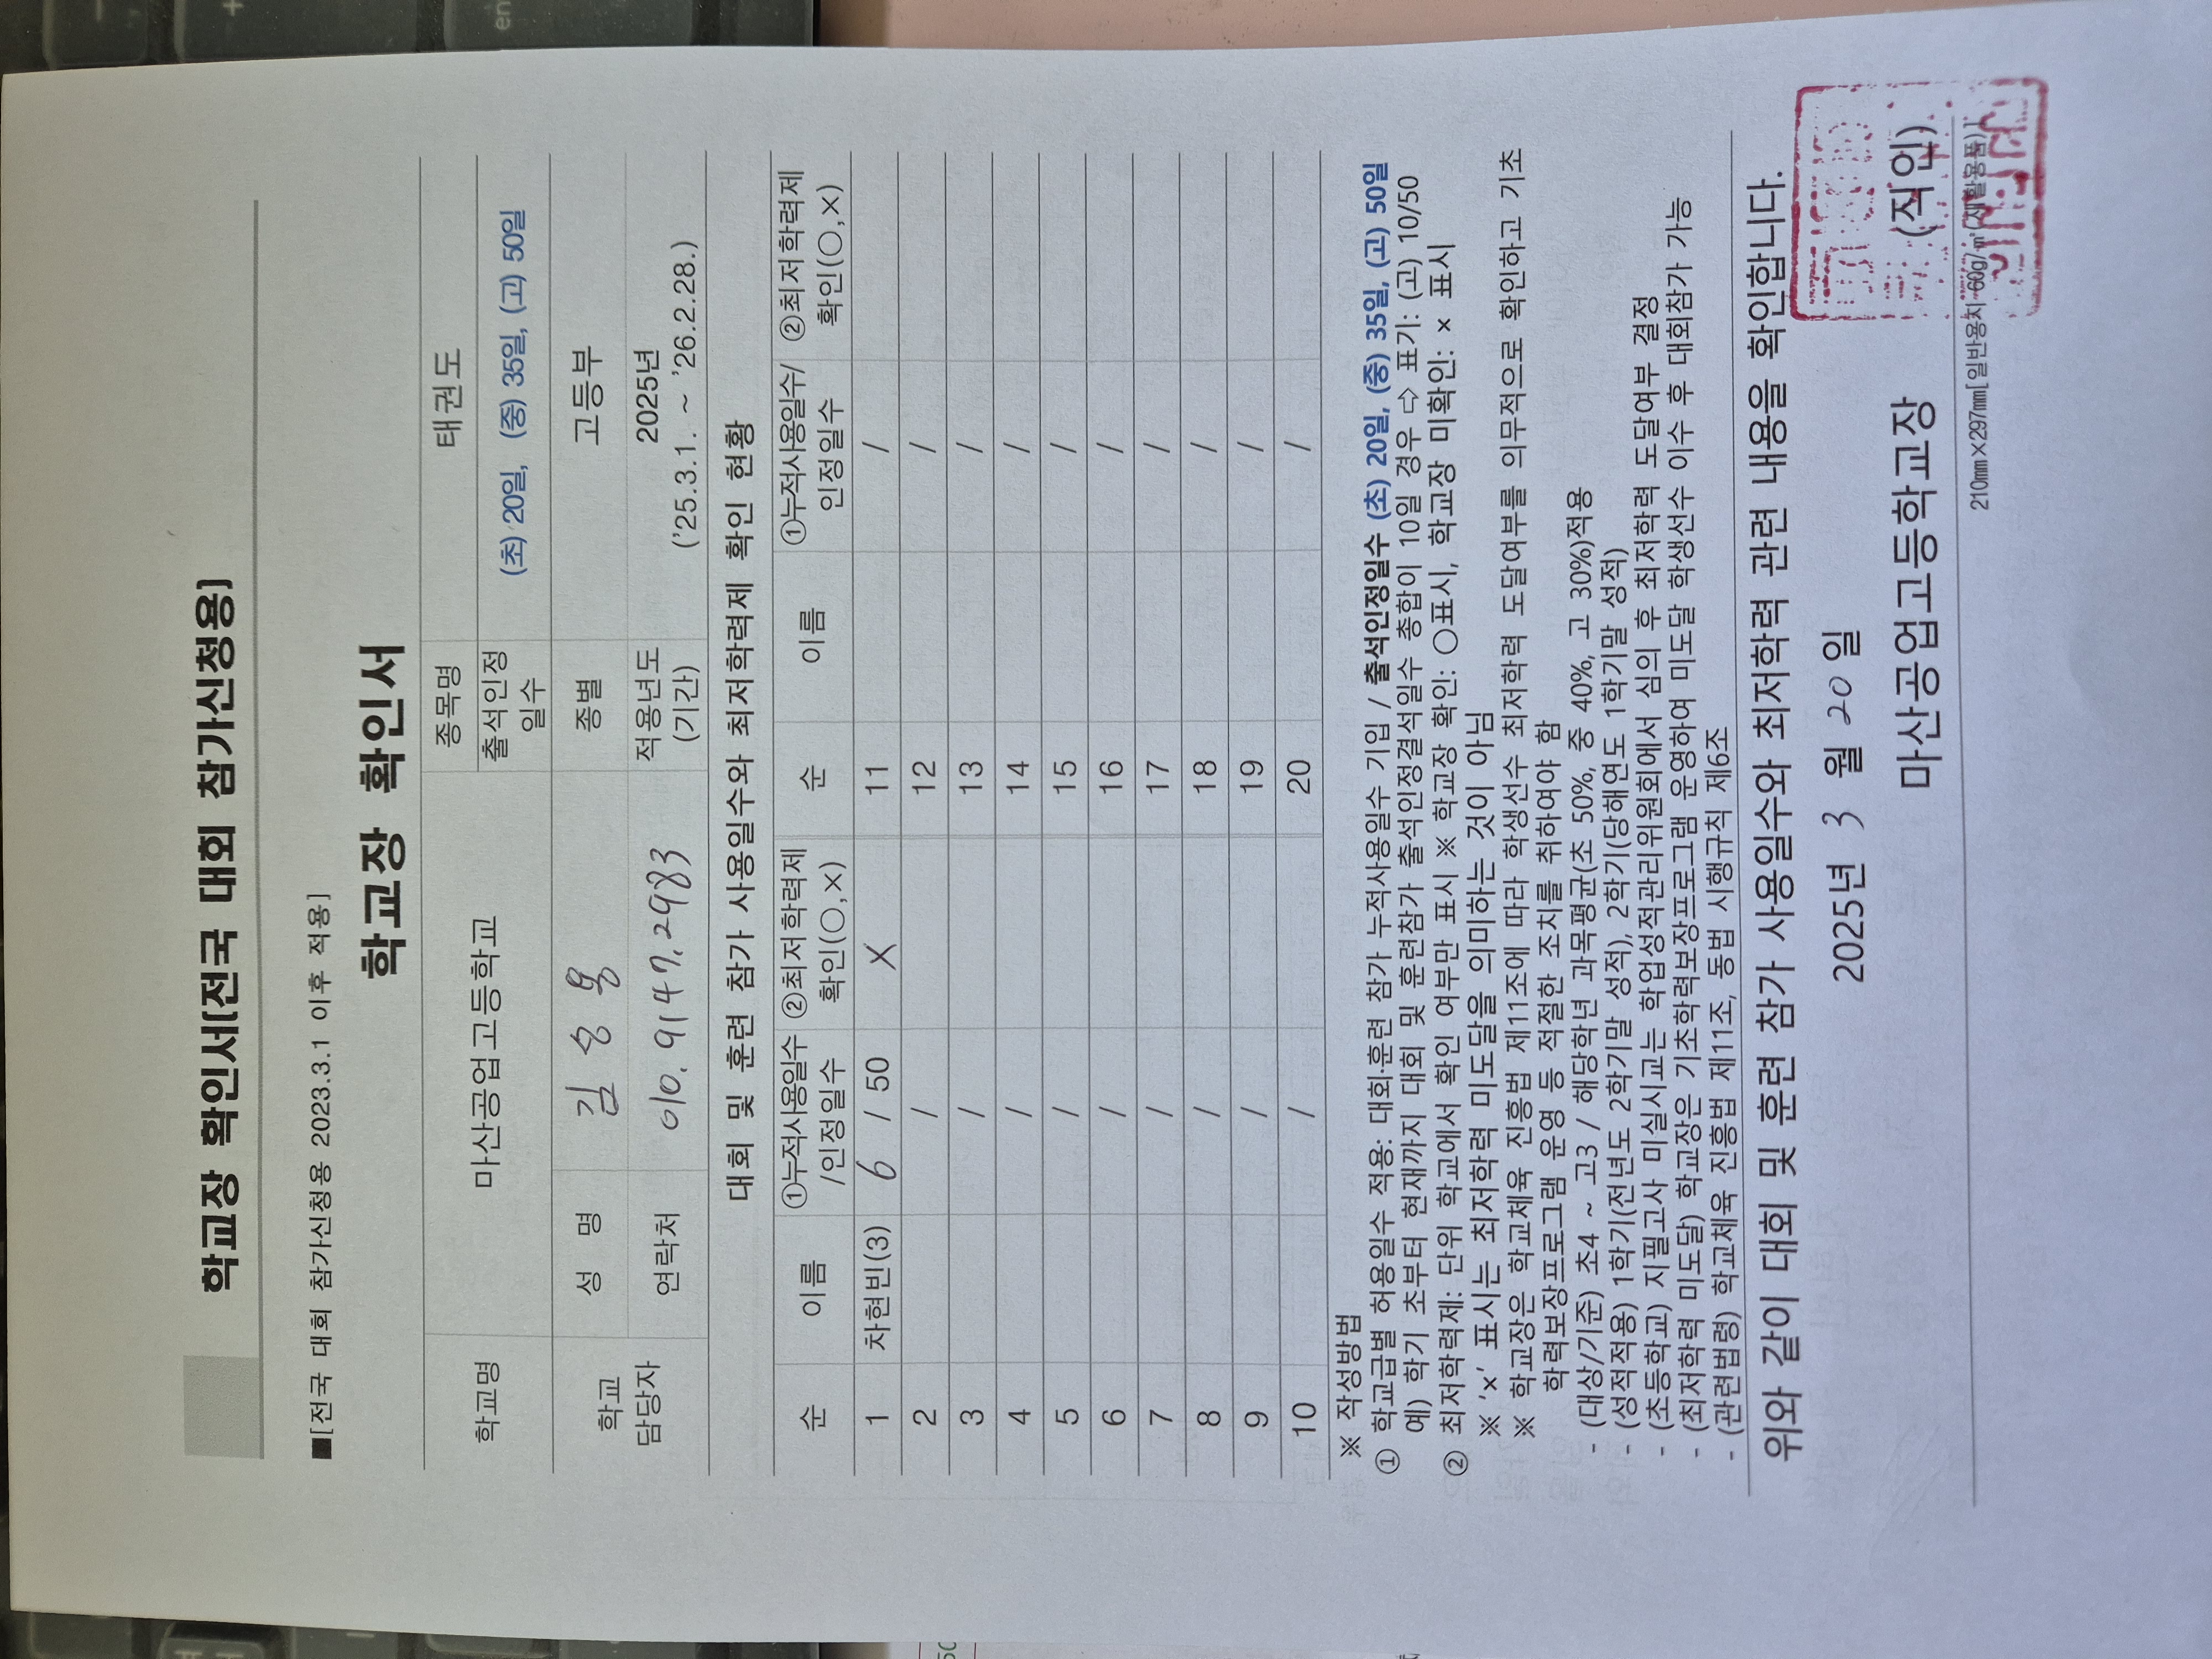 학교장 확인서[전국 대회 참가신청용]
■[전국 대회 참가신청용 2023.3.1 이후 적용]
학교장 확인서
학교명 마산공업고등학교 종목명 태권도
출석인정 일수 (초) 20일, (중) 35일, (고) 50일
학교 담당자 성 명 김 종별 고등부
연락처 010. 9147. 2983 적용년도 (기간) 2025년 ('25.3.1. ~ '26.2.28.)
대회 및 훈련 참가 사용일수와 최저학력제 확인 현황
순 이름 ①누적사용일수/인정일수 ②최저학력제 확인(○,×) 순 이름 ①누적사용일수/인정일수 ②최저학력제 확인(○,×)
1 차현빈(3) 6 / 50 X 11 /
2 / 12 /
3 / 13 /
4 / 14 /
5 / 15 /
6 / 16 /
7 / 17 /
8 / 18 /
9 / 19 /
10 / 20 /
※ 작성방법
① 학교급별 허용일수 적용: 대회·훈련 참가 누적사용일수 기입 / 출석인정일수 (초) 20일, (중) 35일, (고) 50일
예) 학기 초부터 현재까지 대회 및 훈련참가 출석인정결석일수 총합이 10일 경우 ⇨ 표기: (고) 10/50
② 최저학력제: 단위 학교에서 확인 여부만 표시 ※ 학교장 확인: ○표시, 학교장 미확인: × 표시
※ '×' 표시는 최저학력 미도달을 의미하는 것이 아님
※ 학교장은 학교체육 진흥법 제11조에 따라 학생선수 최저학력 도달여부를 의무적으로 확인하고 기초
학력보장프로그램 운영 등 적절한 조치를 취하여야 함
- (대상/기준) 초4 ~ 고3 / 해당학년 과목평균(초 50%, 중 40%, 고 30%)적용
- (성적적용) 1학기(전년도 2학기말 성적), 2학기(당해연도 1학기말 성적)
- (초등학교) 지필고사 미실시교는 학업성적관리위원회에서 심의 후 최저학력 도달여부 결정
- (최저학력 미도달) 학교장은 기초학력보장프로그램 운영하여 미도달 학생선수 이수 후 대회참가 가능
- (관련법령) 학교체육 진흥법 제11조, 동법 시행규칙 제6조
위와 같이 대회 및 훈련 참가 사용일수와 최저학력 관련 내용을 확인합니다.
2025년 3 월 20 일
마산공업고등학교장 (직인)
210mm×297mm[일반용지 60g/㎡(재활용품)]